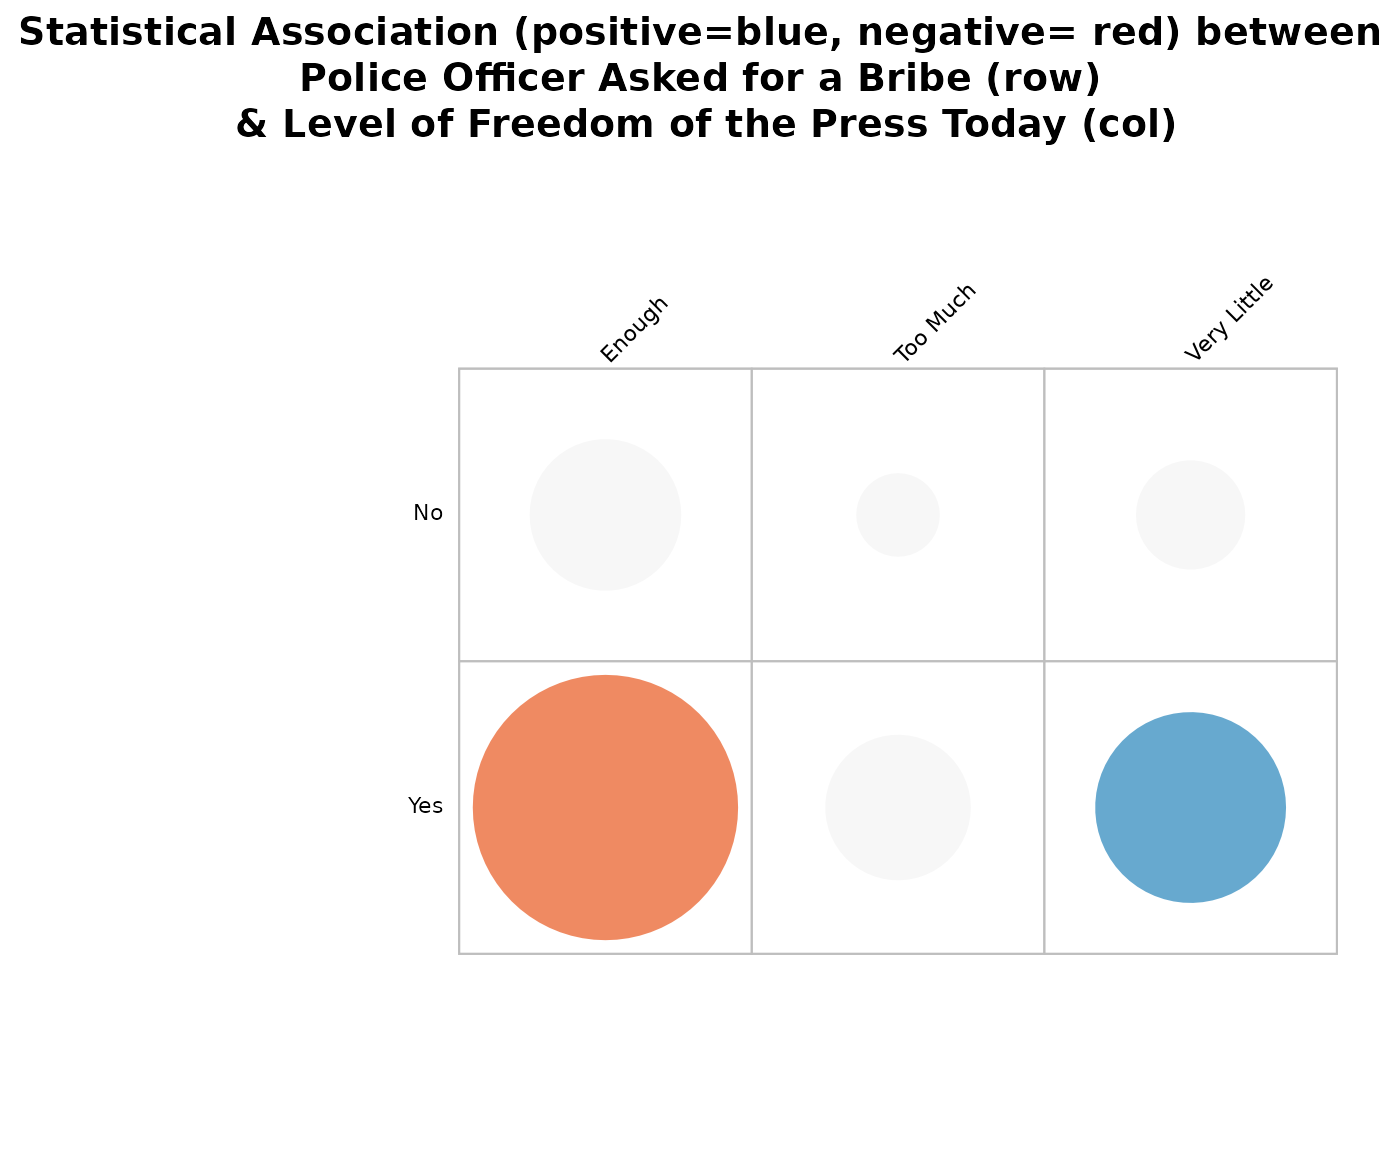 Statistical Association (positive=blue, negative= red) between
Police Officer Asked for a Bribe (row)
& Level of Freedom of the Press Today (col)
Enough
Too Much
Very Little
No
Yes